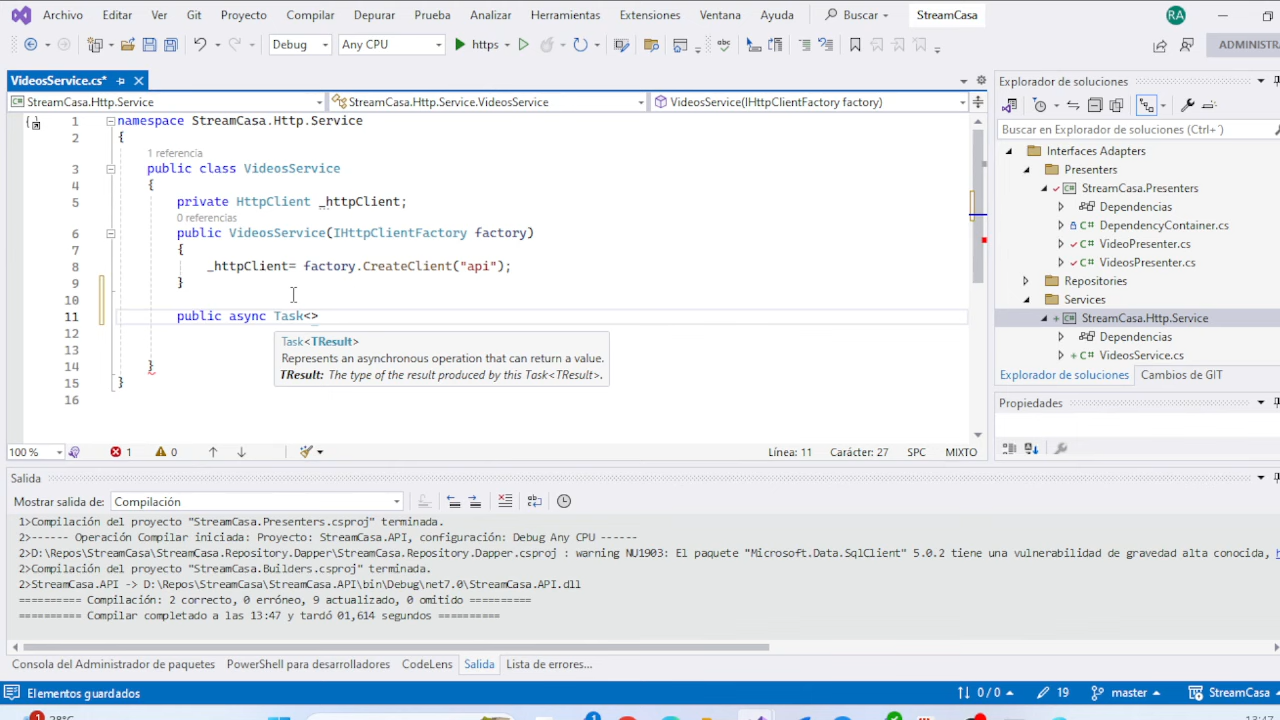 Archivo Editar Ver Git Proyecto Compilar Depurar Prueba Analizar Herramientas Extensiones Ventana Ayuda Buscar StreamCasa RA
Debug Any CPU https ADMINISTR
VideosService.cs*
StreamCasa.Http.Service StreamCasa.Http.Service.VideosService VideosService(IHttpClientFactory factory)
1 namespace StreamCasa.Http.Service
2 {
1 referencia
3 public class VideosService
4 {
5 private HttpClient _httpClient;
0 referencias
6 public VideosService(IHttpClientFactory factory)
7 {
8 _httpClient= factory.CreateClient("api");
9 }
10
11 public async Task<>
12
13
14 }
15 }
16
Task<TResult>
Represents an asynchronous operation that can return a value.
TResult: The type of the result produced by this Task<TResult>.
100 % 1 0 Línea: 11 Carácter: 27 SPC MIXTO
Explorador de soluciones
Buscar en Explorador de soluciones (Ctrl+´)
Interfaces Adapters
Presenters
StreamCasa.Presenters
Dependencias
C# DependencyContainer.cs
C# VideoPresenter.cs
C# VideosPresenter.cs
Repositories
Services
StreamCasa.Http.Service
Dependencias
C# VideosService.cs
Explorador de soluciones Cambios de GIT
Propiedades
Salida
Mostrar salida de: Compilación
1>Compilación del proyecto "StreamCasa.Presenters.csproj" terminada.
2>------ Operación Compilar iniciada: Proyecto: StreamCasa.API, configuración: Debug Any CPU ------
2>D:\Repos\StreamCasa\StreamCasa.Repository.Dapper\StreamCasa.Repository.Dapper.csproj : warning NU1903: El paquete "Microsoft.Data.SqlClient" 5.0.2 tiene una vulnerabilidad de gravedad alta conocida, h
2>Compilación del proyecto "StreamCasa.Builders.csproj" terminada.
2>StreamCasa.API -> D:\Repos\StreamCasa\StreamCasa.API\bin\Debug\net7.0\StreamCasa.API.dll
========== Compilación: 2 correcto, 0 erróneo, 9 actualizado, 0 omitido ==========
========== Compilar completado a las 13:47 y tardó 01,614 segundos ==========
Consola del Administrador de paquetes PowerShell para desarrolladores CodeLens Salida Lista de errores...
Elementos guardados 0 / 0 19 master StreamCasa